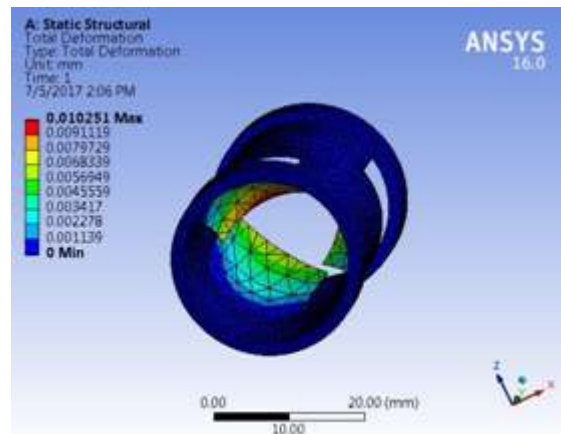 A: Static Structural
Total Deformation
Type: Total Deformation
Unit: mm
Time: 1
7/5/2017 2:06 PM
ANSYS
16.0
0.010251 Max
0.0091119
0.0079729
0.0068339
0.0056949
0.0045559
0.003417
0.002278
0.001139
0 Min
0.00
20.00 (mm)
10.00
Z
Y
X